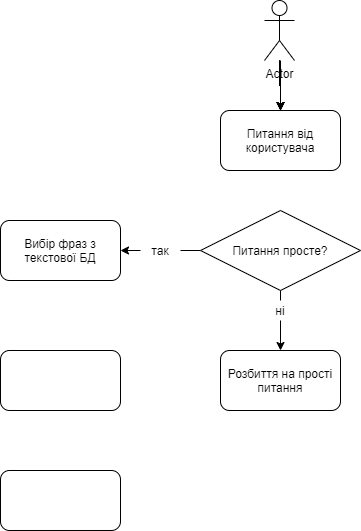 Actor
Питання від
користувача
Вибір фраз з
текстової БД
так
Питання просте?
ні
Розбиття на прості
питання